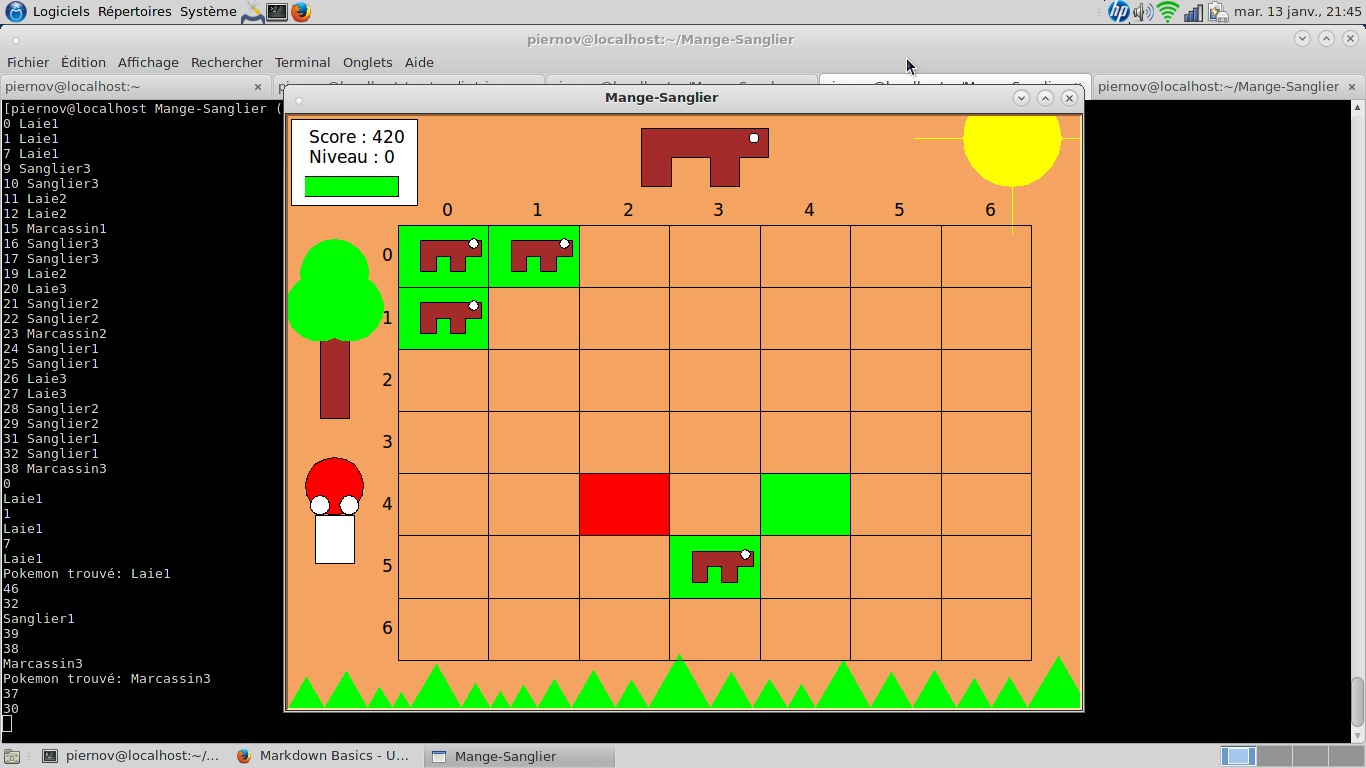 Logiciels Répertoires Système mar. 13 janv., 21:45
piernov@localhost:~/Mange-Sanglier
Fichier Édition Affichage Rechercher Terminal Onglets Aide
piernov@localhost:~ piernov@localhost:~/Mange-Sanglier
[piernov@localhost Mange-Sanglier (
0 Laie1
1 Laie1
7 Laie1
9 Sanglier3
10 Sanglier3
11 Laie2
12 Laie2
15 Marcassin1
16 Sanglier3
17 Sanglier3
19 Laie2
20 Laie3
21 Sanglier2
22 Sanglier2
23 Marcassin2
24 Sanglier1
25 Sanglier1
26 Laie3
27 Laie3
28 Sanglier2
29 Sanglier2
31 Sanglier1
32 Sanglier1
38 Marcassin3
0
Laie1
1
Laie1
7
Laie1
Pokemon trouvé: Laie1
46
32
Sanglier1
39
38
Marcassin3
Pokemon trouvé: Marcassin3
37
30
Mange-Sanglier
Score : 420
Niveau : 0
0 1 2 3 4 5 6
0
1
2
3
4
5
6
piernov@localhost:~/... Markdown Basics - U... Mange-Sanglier